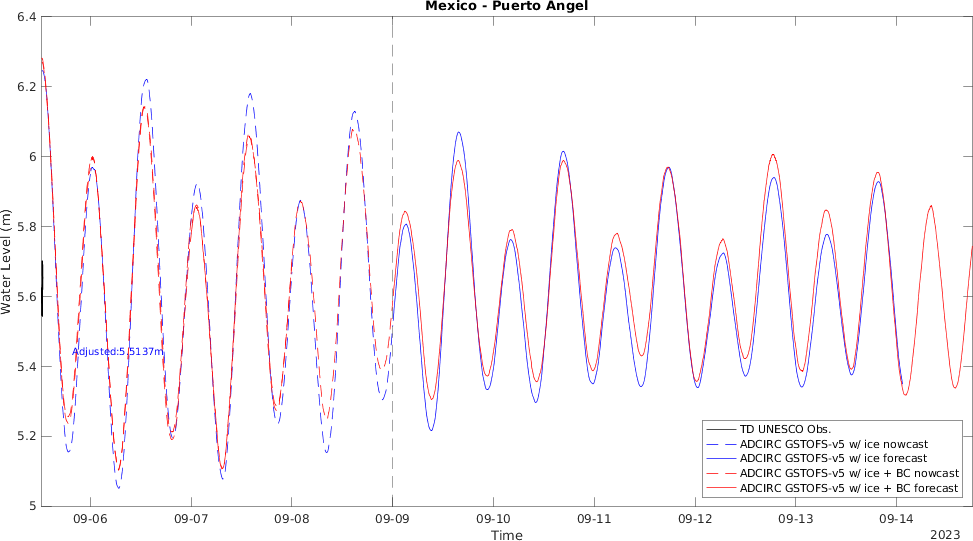 Mexico - Puerto Angel
Water Level (m)
6.4
6.2
6
5.8
5.6
5.4
5.2
5
Adjusted:5.5137m
TD UNESCO Obs.
ADCIRC GSTOFS-v5 w/ ice nowcast
ADCIRC GSTOFS-v5 w/ ice forecast
ADCIRC GSTOFS-v5 w/ ice + BC nowcast
ADCIRC GSTOFS-v5 w/ ice + BC forecast
09-06 09-07 09-08 09-09 09-10 09-11 09-12 09-13 09-14
Time
2023